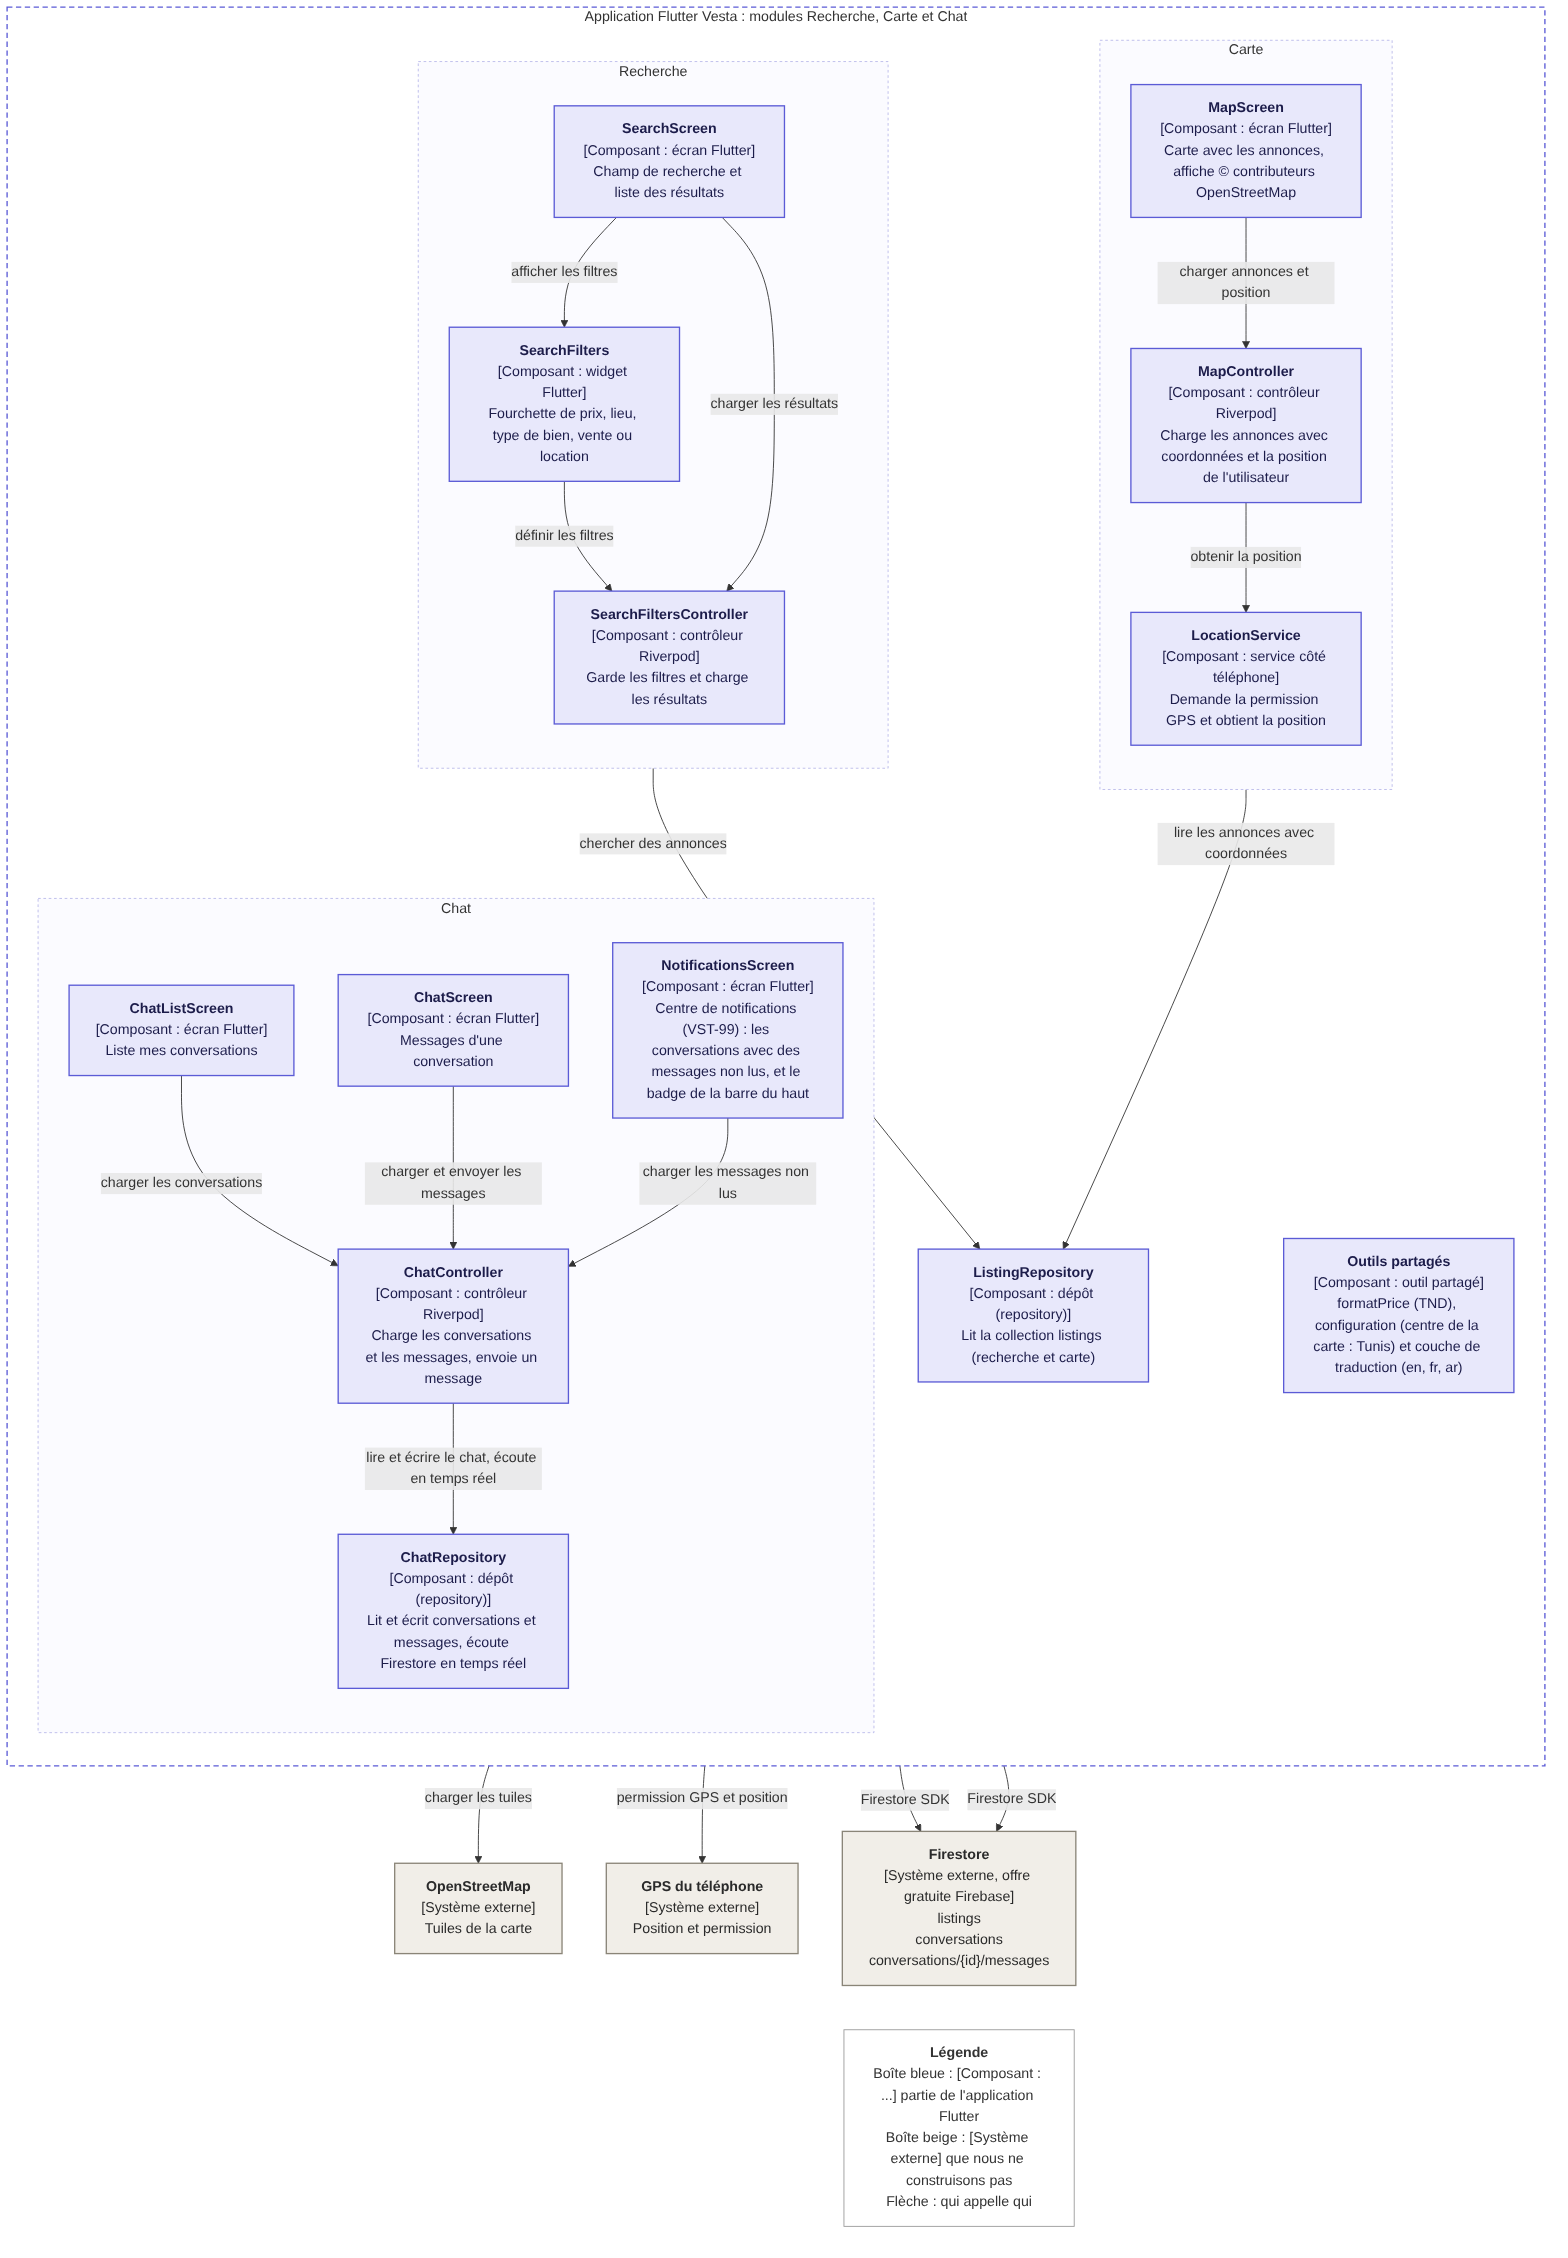 Application Flutter Vesta : modules Recherche, Carte et Chat
Recherche
SearchScreen
[Composant : écran Flutter]
Champ de recherche et
liste des résultats
afficher les filtres
charger les résultats
SearchFilters
[Composant : widget
Flutter]
Fourchette de prix, lieu,
type de bien, vente ou
location
définir les filtres
SearchFiltersController
[Composant : contrôleur
Riverpod]
Garde les filtres et charge
les résultats
chercher des annonces
Carte
MapScreen
[Composant : écran Flutter]
Carte avec les annonces,
affiche © contributeurs
OpenStreetMap
charger annonces et
position
MapController
[Composant : contrôleur
Riverpod]
Charge les annonces avec
coordonnées et la position
de l'utilisateur
obtenir la position
LocationService
[Composant : service côté
téléphone]
Demande la permission
GPS et obtient la position
lire les annonces avec
coordonnées
Chat
ChatListScreen
[Composant : écran Flutter]
Liste mes conversations
ChatScreen
[Composant : écran Flutter]
Messages d'une
conversation
NotificationsScreen
[Composant : écran Flutter]
Centre de notifications
(VST-99) : les
conversations avec des
messages non lus, et le
badge de la barre du haut
charger les conversations
charger et envoyer les
messages
charger les messages non
lus
ChatController
[Composant : contrôleur
Riverpod]
Charge les conversations
et les messages, envoie un
message
lire et écrire le chat, écoute
en temps réel
ChatRepository
[Composant : dépôt
(repository)]
Lit et écrit conversations et
messages, écoute
Firestore en temps réel
ListingRepository
[Composant : dépôt
(repository)]
Lit la collection listings
(recherche et carte)
Outils partagés
[Composant : outil partagé]
formatPrice (TND),
configuration (centre de la
carte : Tunis) et couche de
traduction (en, fr, ar)
charger les tuiles
permission GPS et position
Firestore SDK
Firestore SDK
OpenStreetMap
[Système externe]
Tuiles de la carte
GPS du téléphone
[Système externe]
Position et permission
Firestore
[Système externe, offre
gratuite Firebase]
listings
conversations
conversations/{id}/messages
Légende
Boîte bleue : [Composant :
...] partie de l'application
Flutter
Boîte beige : [Système
externe] que nous ne
construisons pas
Flèche : qui appelle qui